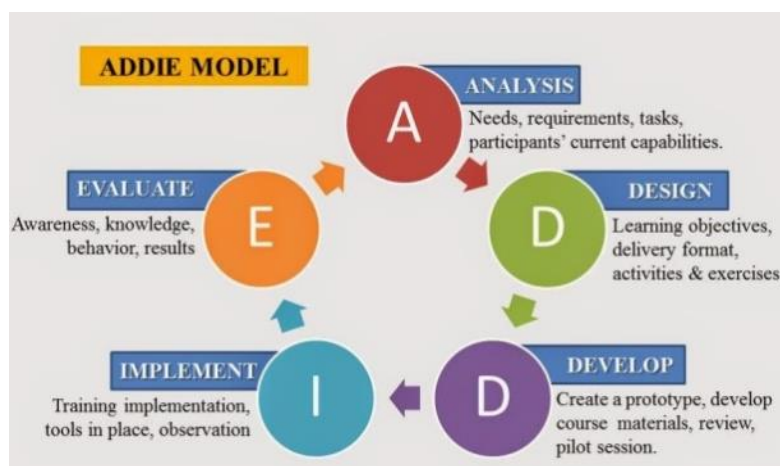 ADDIE MODEL
A
ANALYSIS
Needs, requirements, tasks,
participants' current capabilities.
D
DESIGN
Learning objectives,
delivery format,
activities & exercises
D
DEVELOP
Create a prototype, develop
course materials, review,
pilot session.
I
IMPLEMENT
Training implementation,
tools in place, observation
E
EVALUATE
Awareness, knowledge,
behavior, results